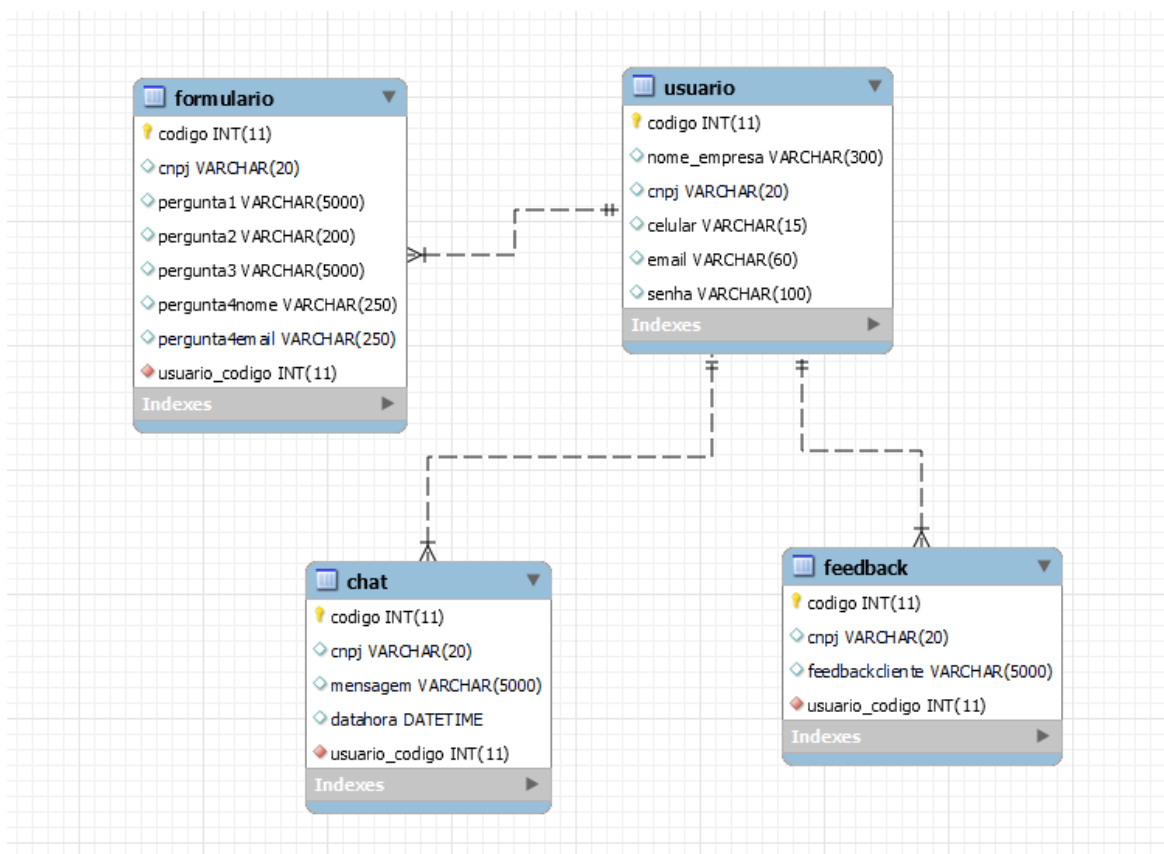 formulario
codigo INT(11)
cnpj VARCHAR(20)
pergunta1 VARCHAR(5000)
pergunta2 VARCHAR(200)
pergunta3 VARCHAR(5000)
pergunta4nome VARCHAR(250)
pergunta4email VARCHAR(250)
usuario_codigo INT(11)
Indexes
usuario
codigo INT(11)
nome_empresa VARCHAR(300)
cnpj VARCHAR(20)
celular VARCHAR(15)
email VARCHAR(60)
senha VARCHAR(100)
Indexes
chat
codigo INT(11)
cnpj VARCHAR(20)
mensagem VARCHAR(5000)
datahora DATETIME
usuario_codigo INT(11)
Indexes
feedback
codigo INT(11)
cnpj VARCHAR(20)
feedbackcliente VARCHAR(5000)
usuario_codigo INT(11)
Indexes